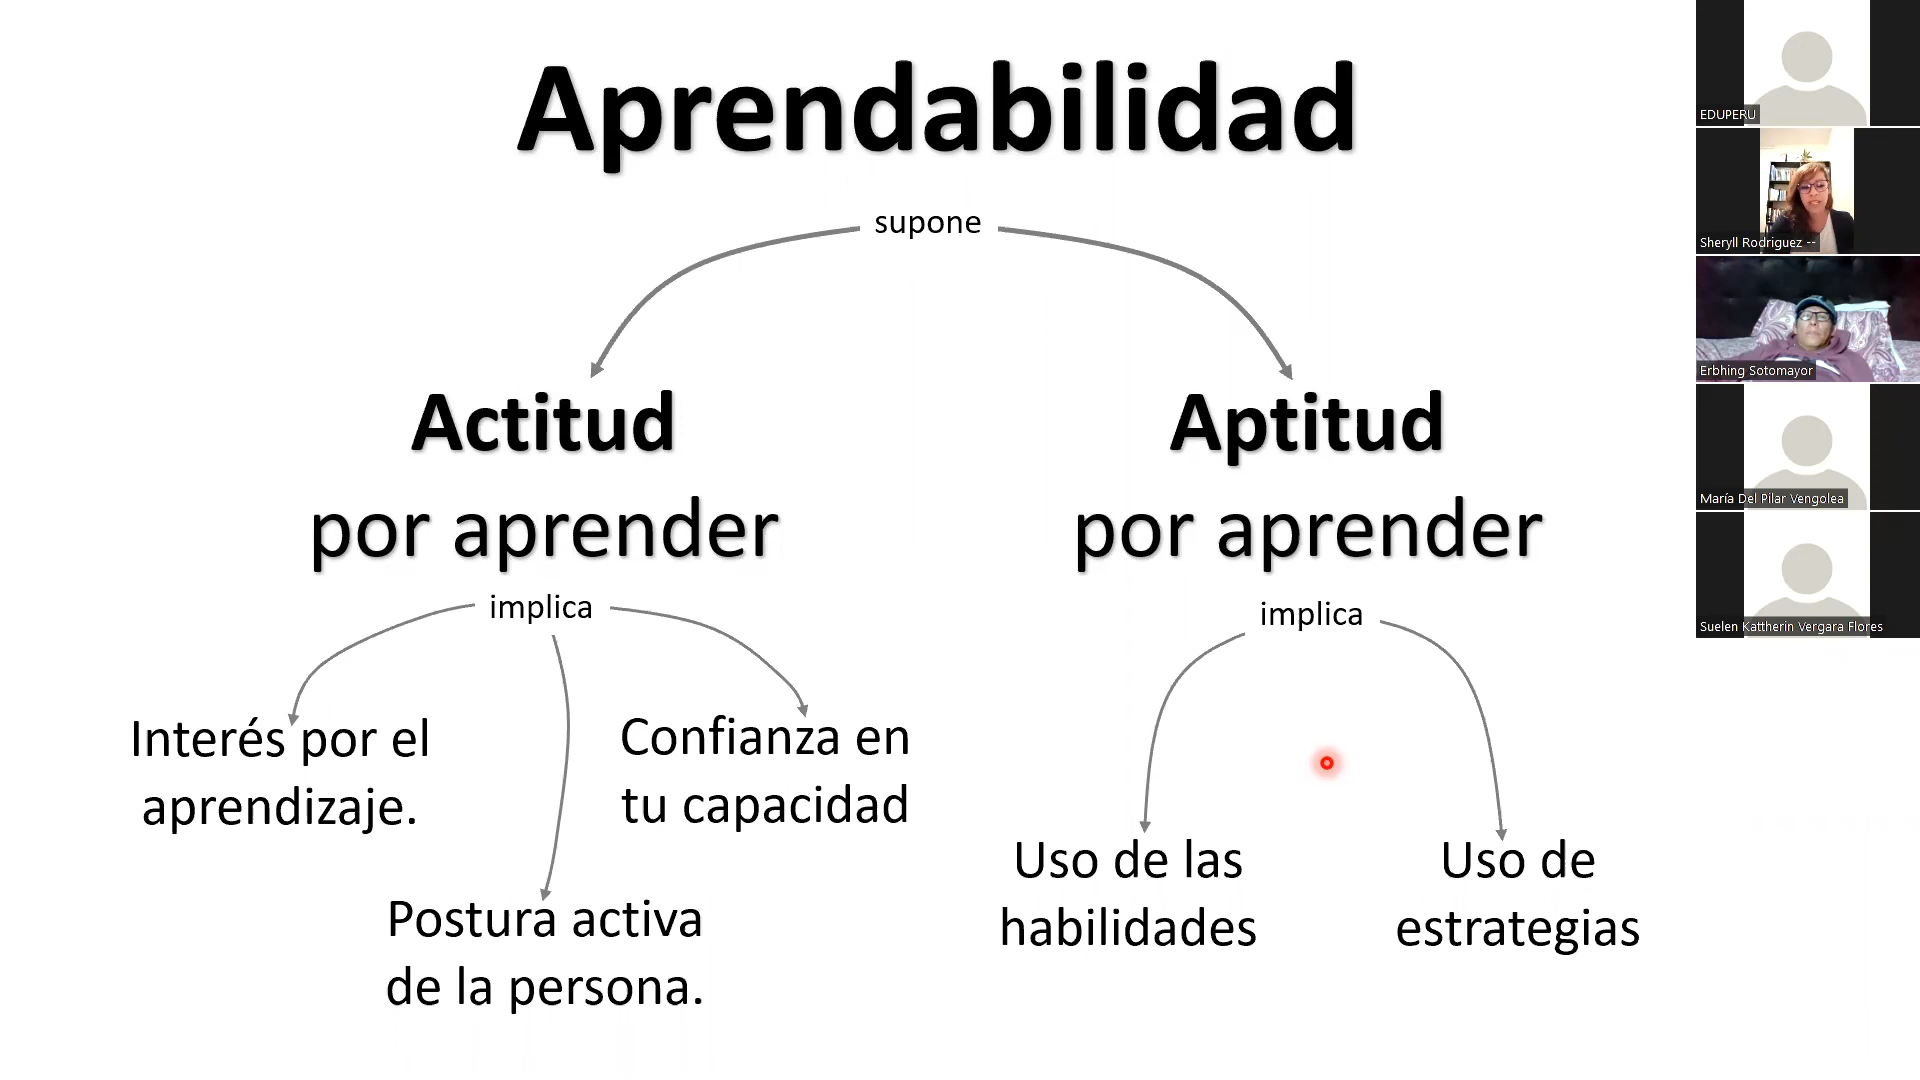 Aprendabilidad
supone
Actitud
por aprender
Aptitud
por aprender
implica
implica
Interés por el
aprendizaje.
Confianza en
tu capacidad
Postura activa
de la persona.
Uso de las
habilidades
Uso de
estrategias
EDUPERU
Sheryll Rodriguez --
Erbhing Sotomayor
María Del Pilar Vengolea
Suelen Kattherin Vergara Flores